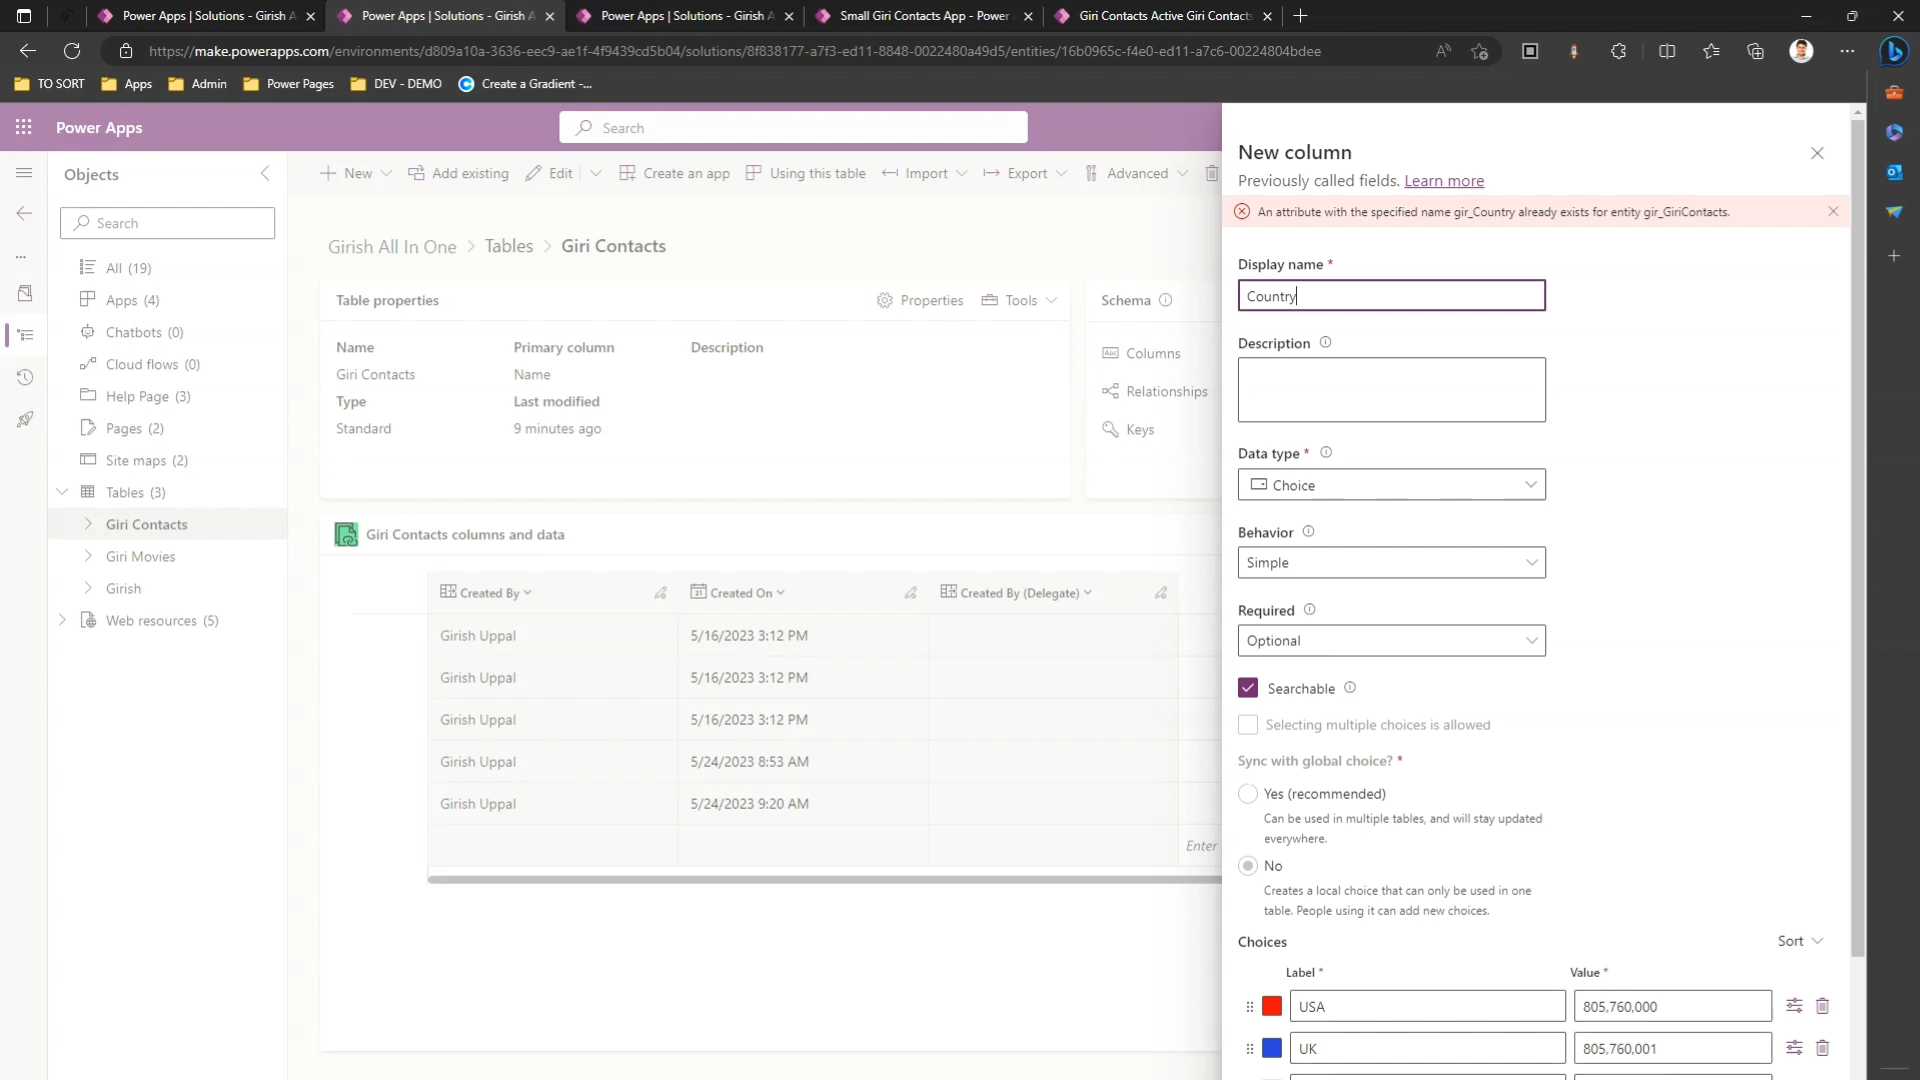 Power Apps | Solutions - Girish A
Power Apps | Solutions - Girish A
Power Apps | Solutions - Girish A
Small Giri Contacts App - Power
Giri Contacts Active Giri Contacts
https://make.powerapps.com/environments/d809a10a-3636-eec9-ae1f-4f9439cd5b04/solutions/8f838177-a7f3-ed11-8848-0022480a49d5/entities/16b0965c-f4e0-ed11-a7c6-00224804bdee
TO SORT
Apps
Admin
Power Pages
DEV - DEMO
Create a Gradient -...
Power Apps
Search
Objects
Search
All (19)
Apps (4)
Chatbots (0)
Cloud flows (0)
Help Page (3)
Pages (2)
Site maps (2)
Tables (3)
Giri Contacts
Giri Movies
Girish
Web resources (5)
New
Add existing
Edit
Create an app
Using this table
Import
Export
Advanced
Girish All In One > Tables > Giri Contacts
Table properties
Properties
Tools
Name
Primary column
Description
Giri Contacts
Name
Type
Last modified
Standard
9 minutes ago
Schema
Columns
Relationships
Keys
Giri Contacts columns and data
Created By
Created On
Created By (Delegate)
Girish Uppal 5/16/2023 3:12 PM
Girish Uppal 5/16/2023 3:12 PM
Girish Uppal 5/16/2023 3:12 PM
Girish Uppal 5/24/2023 8:53 AM
Girish Uppal 5/24/2023 9:20 AM
Enter
New column
Previously called fields. Learn more
An attribute with the specified name gir_Country already exists for entity gir_GiriContacts.
Display name *
Country
Description
Data type *
Choice
Behavior
Simple
Required
Optional
Searchable
Selecting multiple choices is allowed
Sync with global choice? *
Yes (recommended)
Can be used in multiple tables, and will stay updated
everywhere.
No
Creates a local choice that can only be used in one
table. People using it can add new choices.
Choices
Sort
Label *
Value *
USA
805,760,000
UK
805,760,001